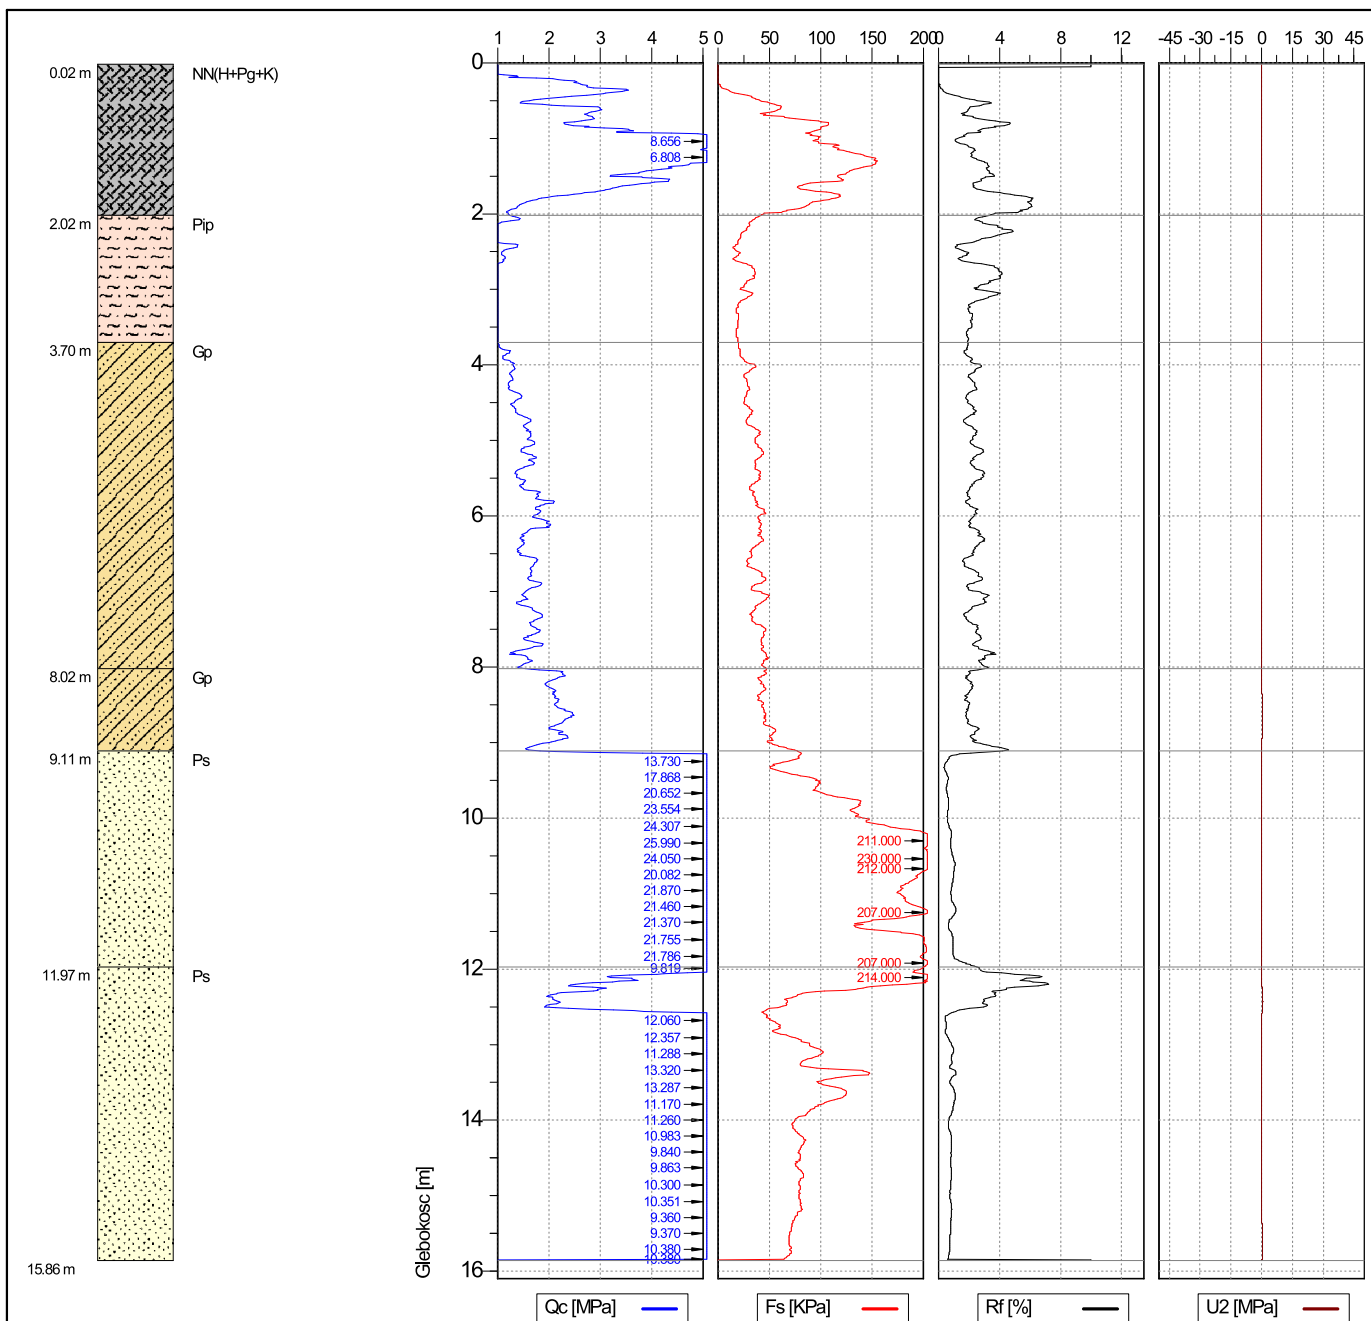 1 2 3 4 5
0 50 100 150 200
0 4 8 12
-45 -30 -15 0 15 30 45
0
0.02 m NN(H+Pg+K)
8.656
6.808
2
2.02 m Pip
3.70 m Gp
4
6
8
8.02 m Gp
9.11 m Ps
13.730
17.868
20.652
23.554
10
24.307
25.990
24.050
20.082
21.870
21.460
21.370
21.755
21.786
9.819
211.000
230.000
212.000
207.000
207.000
214.000
12
11.97 m Ps
12.060
12.357
11.288
13.320
13.287
11.170
14
11.260
10.983
9.840
9.863
10.300
10.351
9.360
9.370
10.380
10.380
15.86 m
16
Glebokosc [m]
Qc [MPa]
Fs [KPa]
Rf [%]
U2 [MPa]